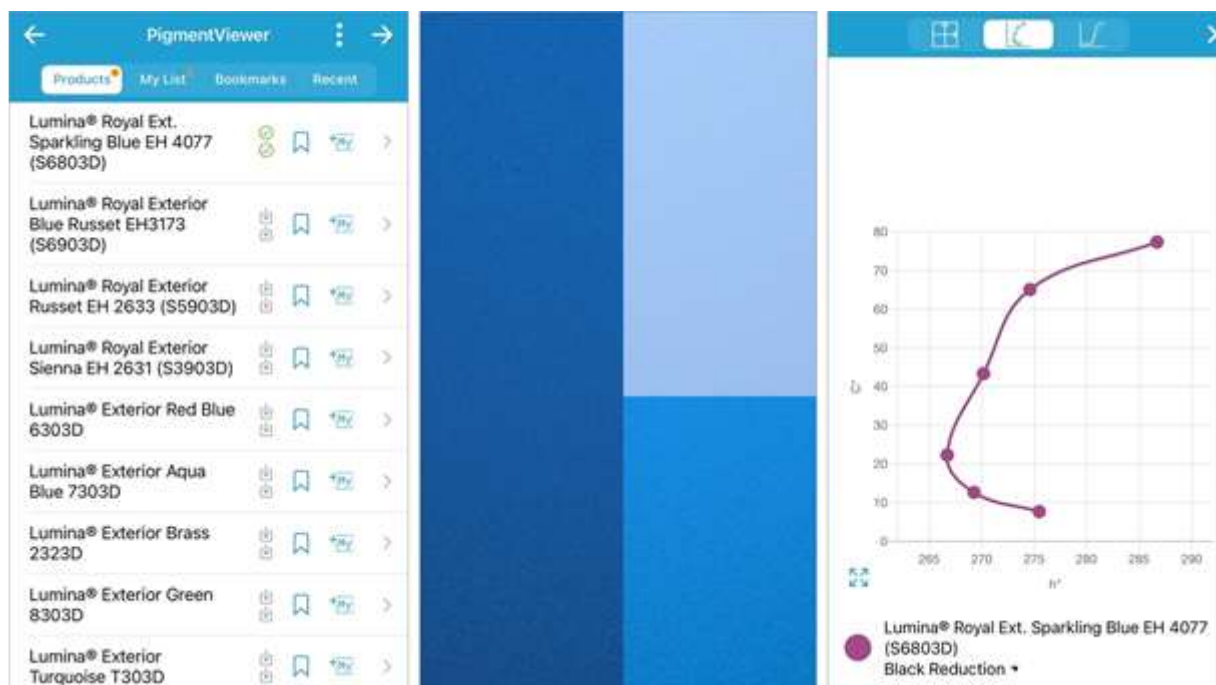 PigmentViewer
Products
My List
Bookmarks
Recent
Lumina® Royal Ext.
Sparkling Blue EH 4077
(S6803D)
Lumina® Royal Exterior
Blue Russet EH3173
(S6903D)
Lumina® Royal Exterior
Russet EH 2633 (S5903D)
Lumina® Royal Exterior
Sienna EH 2631 (S3903D)
Lumina® Exterior Red Blue
6303D
Lumina® Exterior Aqua
Blue 7303D
Lumina® Exterior Brass
2323D
Lumina® Exterior Green
8303D
Lumina® Exterior
Turquoise T303D
80
70
60
50
40
30
20
10
0
265 270 275 280 285 290
h°
Lumina® Royal Ext. Sparkling Blue EH 4077
(S6803D)
Black Reduction